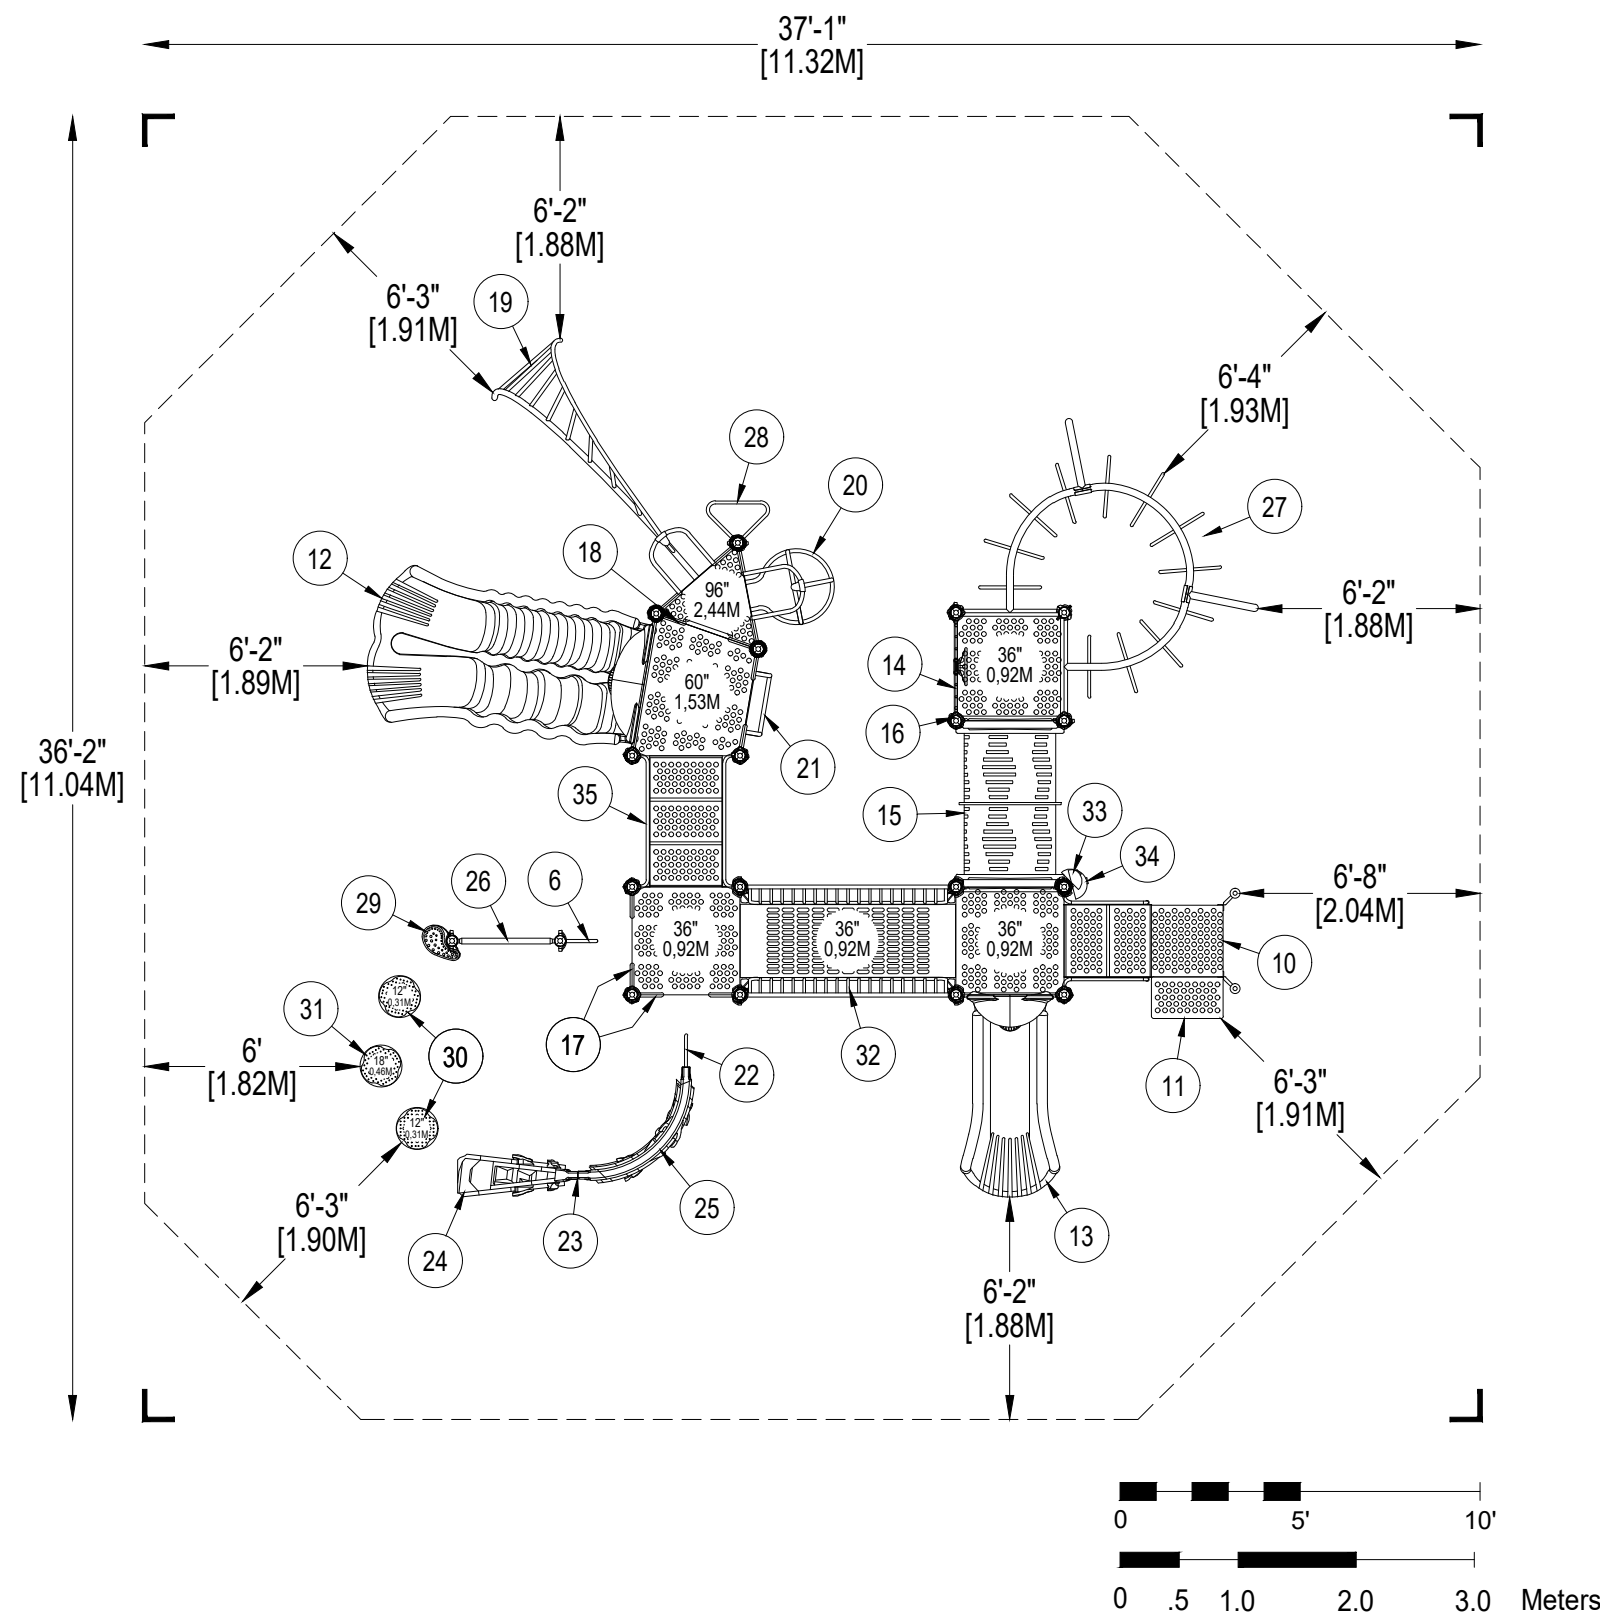 37'-1"
[11.32M]
6'-2"
[1.88M]
6'-3"
[1.91M]
19
6'-4"
[1.93M]
28
20
27
12
18
96"
2,44M
6'-2"
[1.88M]
6'-2"
[1.89M]
14
36"
0,92M
60"
1,53M
16
36'-2"
[11.04M]
21
35
15
33
34
29
26
6
6'-8"
[2.04M]
36"
0,92M
36"
0,92M
36"
0,92M
10
12"
0,31M
31
18"
0,46M
30
17
32
22
11
6'
[1.82M]
6'-3"
[1.91M]
12"
0,31M
6'-3"
[1.90M]
25
24
23
13
6'-2"
[1.88M]
0 5' 10'
0 .5 1.0 2.0 3.0 Meters